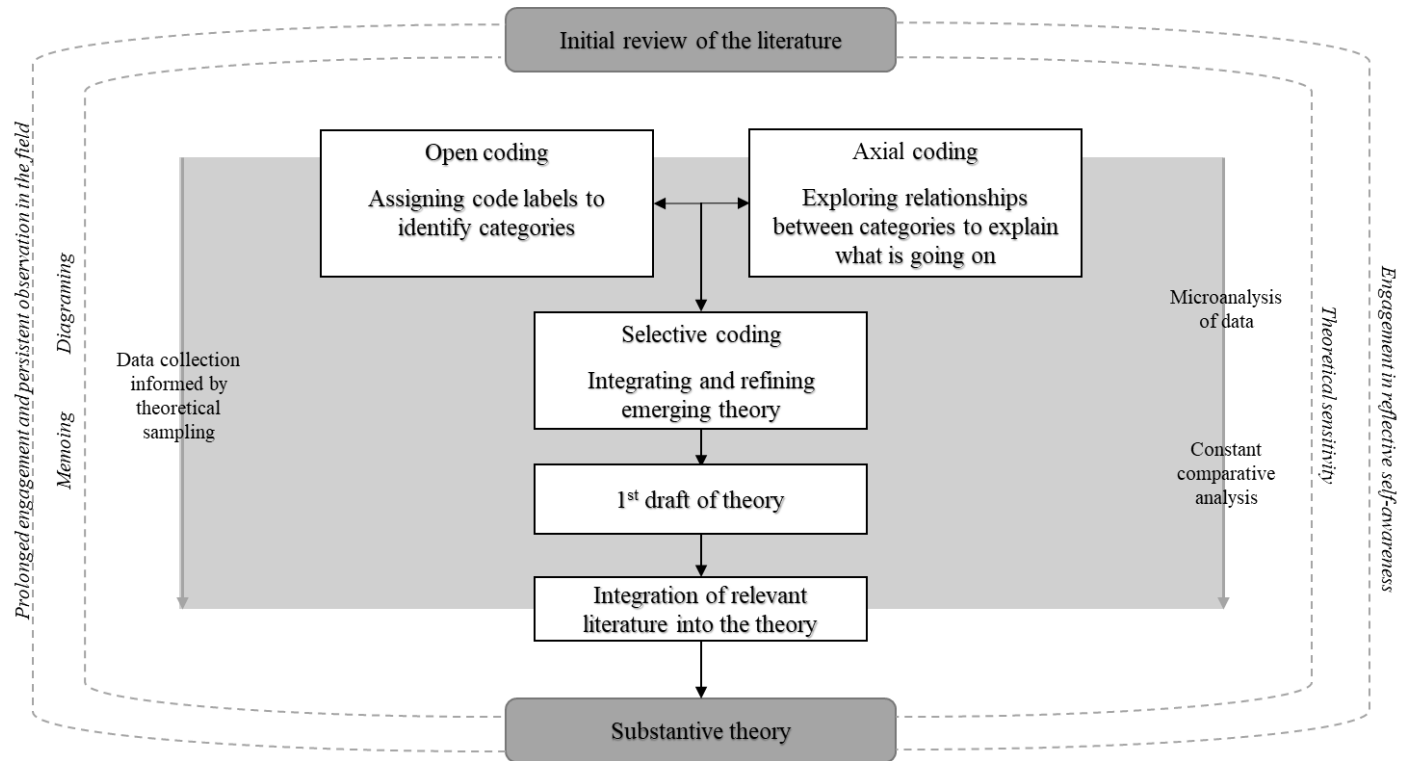 Initial review of the literature
Open coding
Assigning code labels to
identify categories
Axial coding
Exploring relationships
between categories to explain
what is going on
Selective coding
Integrating and refining
emerging theory
1st draft of theory
Integration of relevant
literature into the theory
Substantive theory
Prolonged engagement and persistent observation in the field
Memoing Diagraming
Data collection
informed by
theoretical
sampling
Microanalysis
of data
Constant
comparative
analysis
Theoretical sensitivity
Engagement in reflective self-awareness